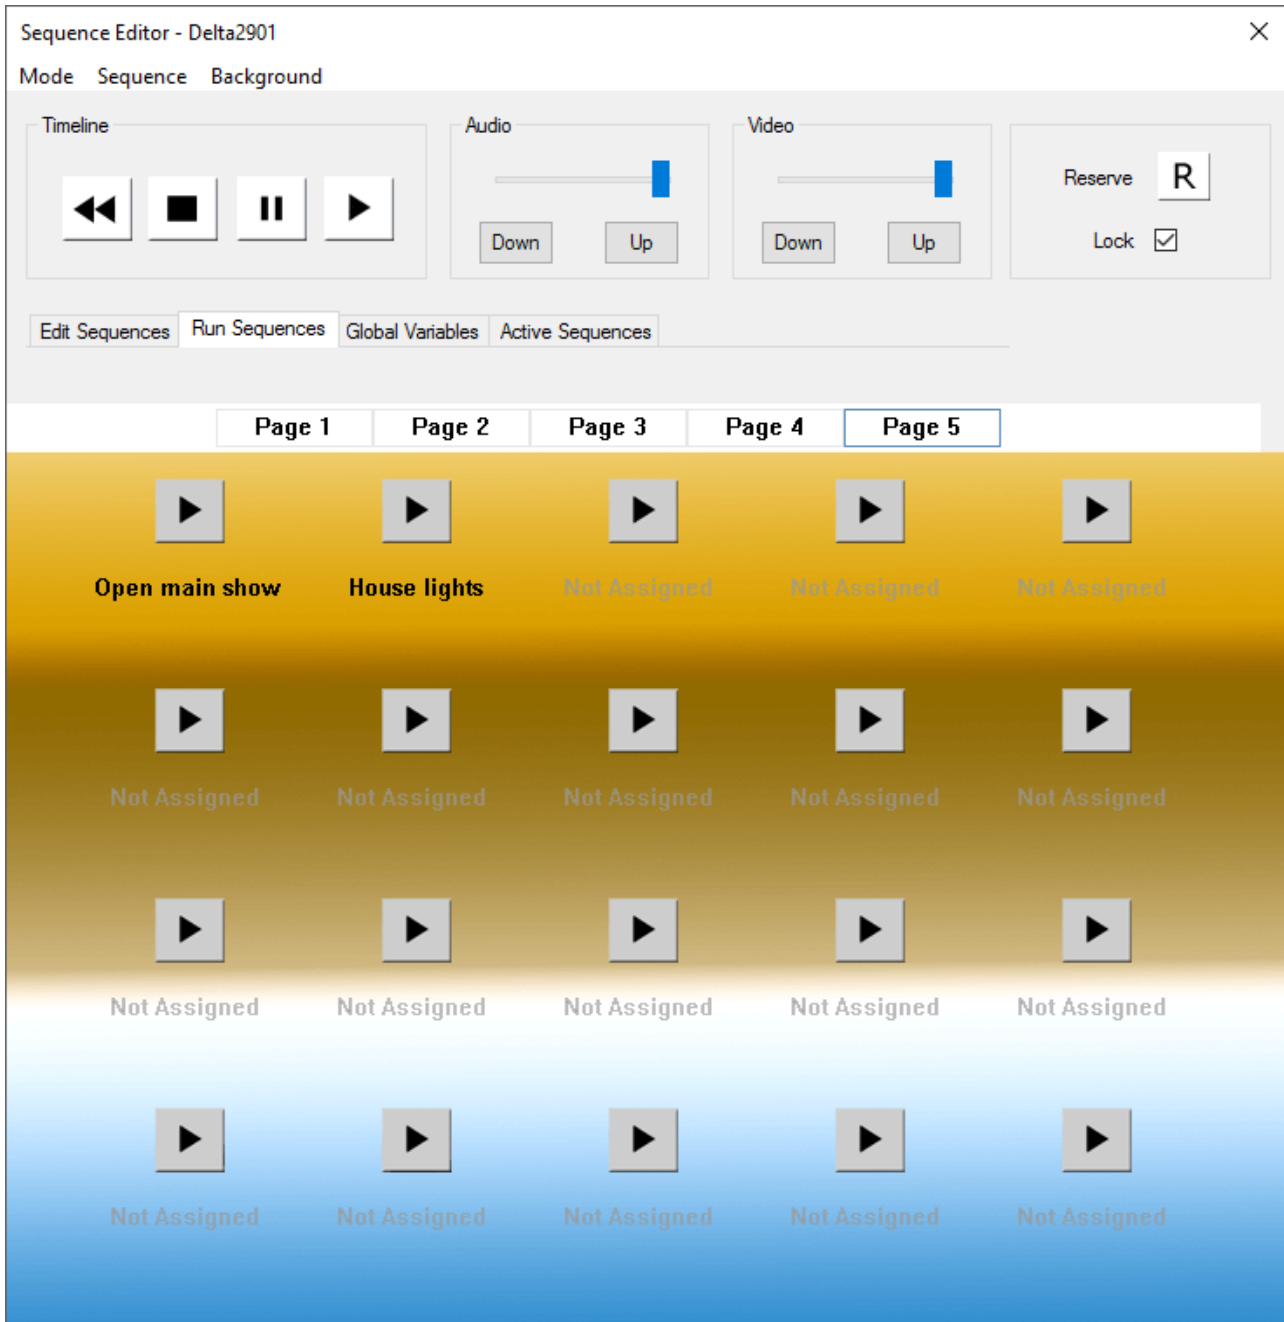 Sequence Editor - Delta2901
Mode Sequence Background
Timeline
Audio
Video
Reserve R
Down Up
Down Up
Lock
Edit Sequences Run Sequences Global Variables Active Sequences
Page 1 Page 2 Page 3 Page 4 Page 5
Open main show House lights Not Assigned Not Assigned Not Assigned
Not Assigned Not Assigned Not Assigned Not Assigned Not Assigned
Not Assigned Not Assigned Not Assigned Not Assigned Not Assigned
Not Assigned Not Assigned Not Assigned Not Assigned Not Assigned